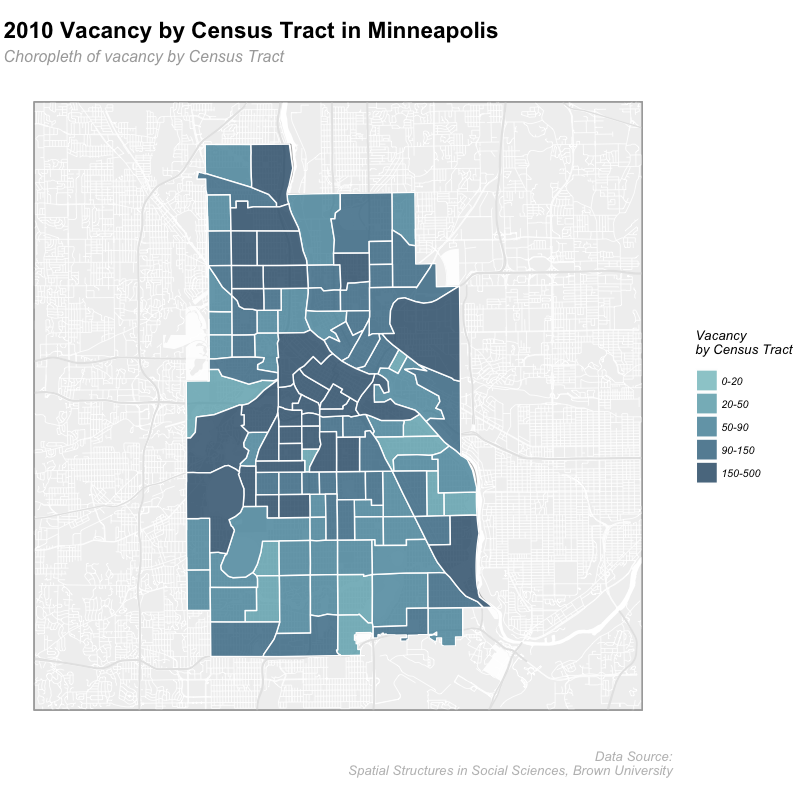 2010 Vacancy by Census Tract in Minneapolis
Choropleth of vacancy by Census Tract
Vacancy
by Census Tract
0-20
20-50
50-90
90-150
150-500
Data Source:
Spatial Structures in Social Sciences, Brown University